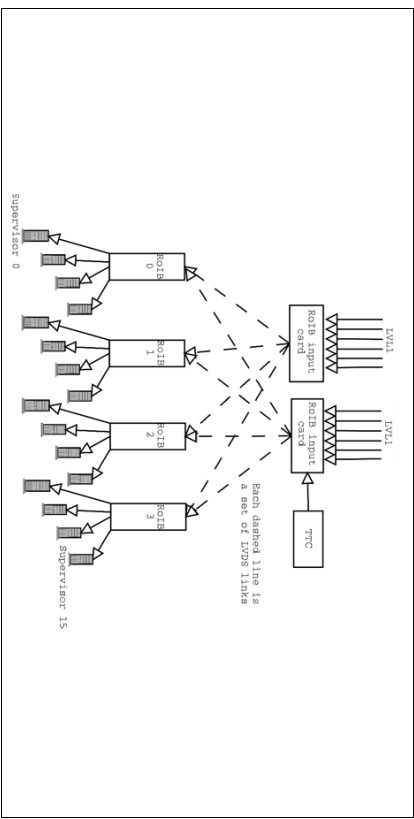 LVL1
LVL1
RoIB input
card
RoIB input
card
TTC
Each dashed line is
a set of LVDS links
RoIB
0
RoIB
1
RoIB
2
RoIB
3
supervisor 0
Supervisor 15